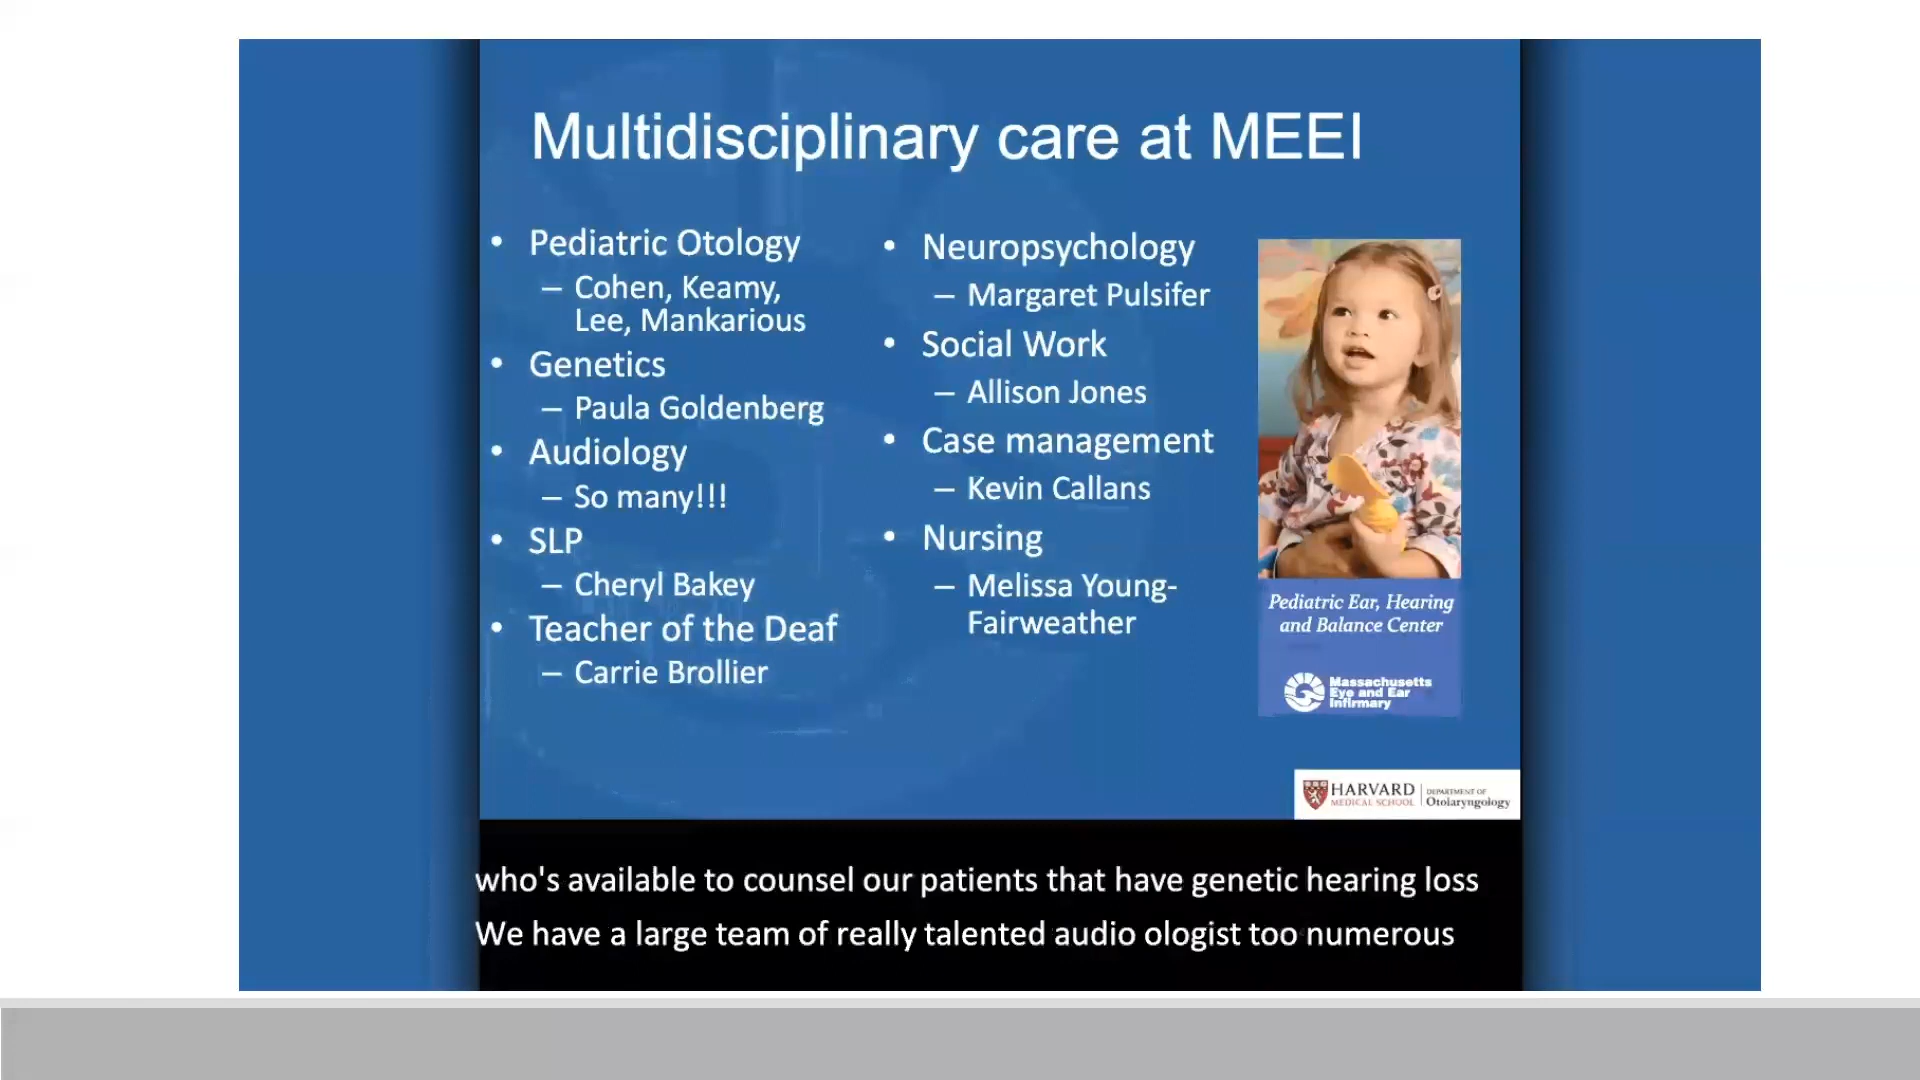 Multidisciplinary care at MEEI
• Pediatric Otology
– Cohen, Keamy,
Lee, Mankarious
• Genetics
– Paula Goldenberg
• Audiology
– So many!!!
• SLP
– Cheryl Bakey
• Teacher of the Deaf
– Carrie Brollier
• Neuropsychology
– Margaret Pulsifer
• Social Work
– Allison Jones
• Case management
– Kevin Callans
• Nursing
– Melissa Young-
Fairweather
Pediatric Ear, Hearing
and Balance Center
Massachusetts
Eye and Ear
Infirmary
HARVARD
MEDICAL SCHOOL
DEPARTMENT OF
Otolaryngology
who's available to counsel our patients that have genetic hearing loss
We have a large team of really talented audio ologist too numerous